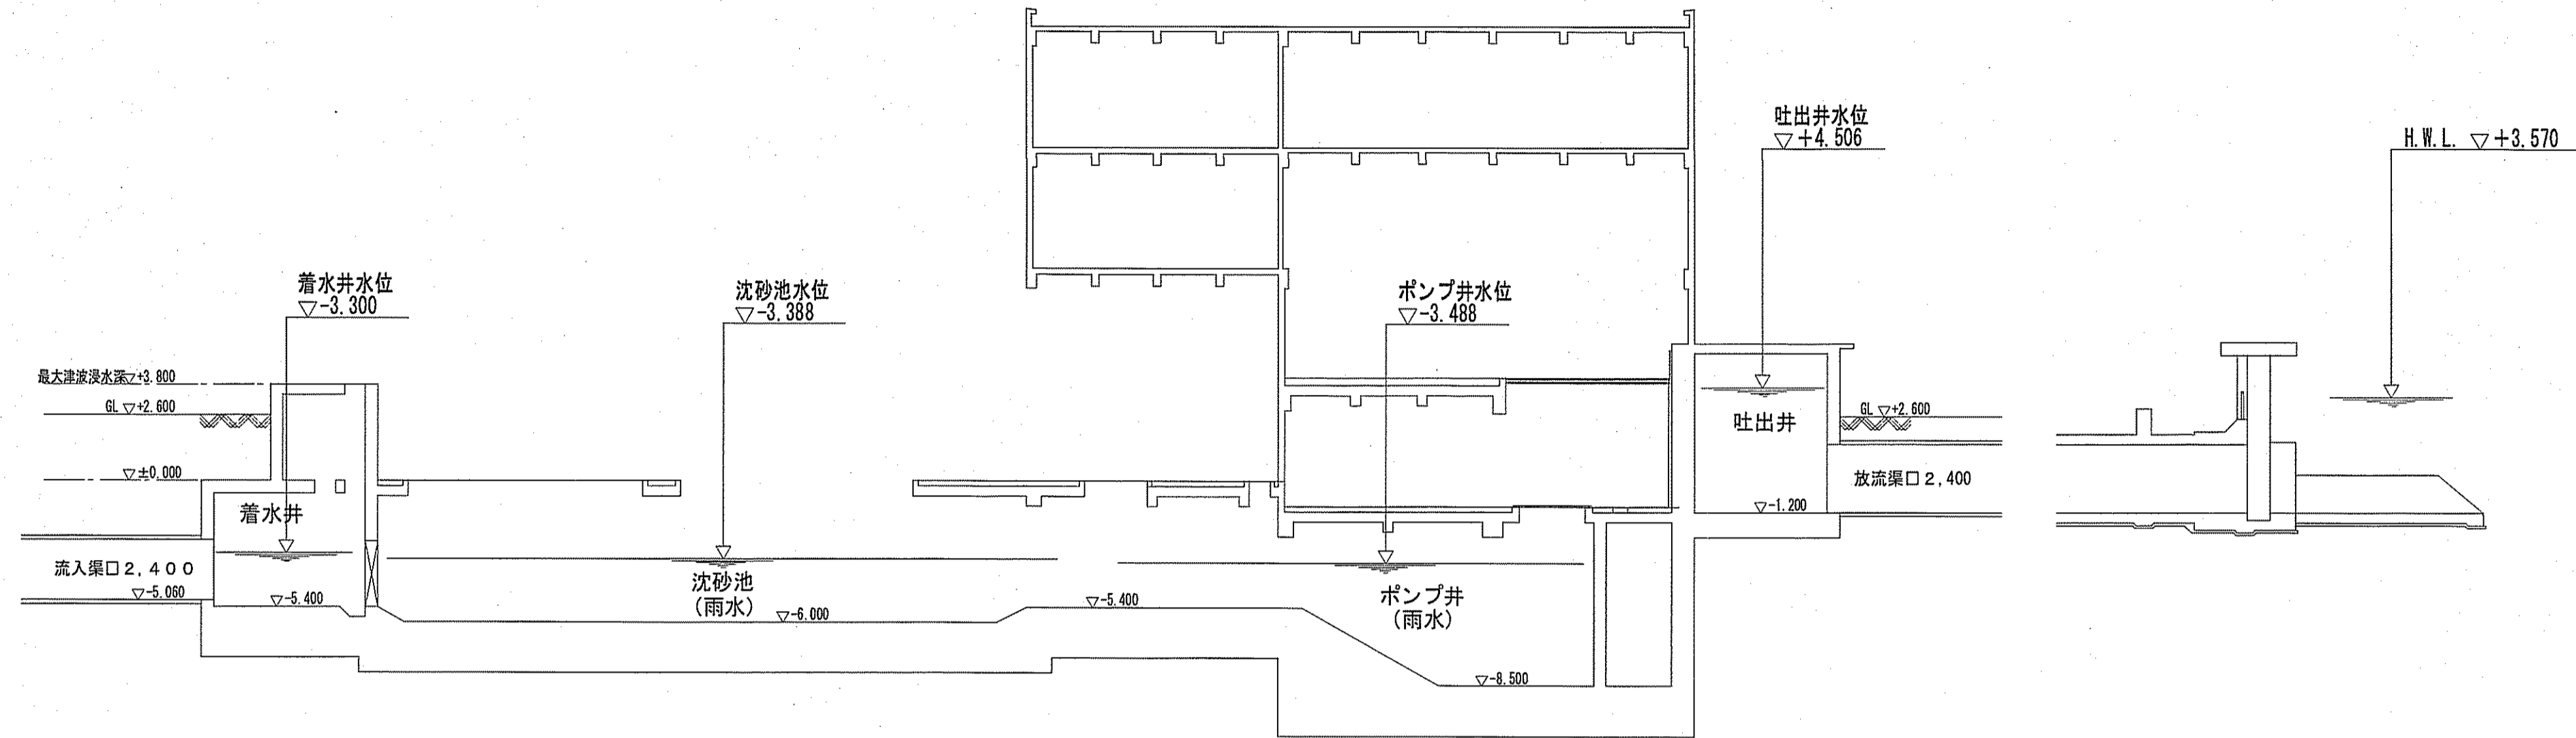 吐出井水位
▽+4.506
H.W.L. ▽+3.570
着水井水位
▽-3.300
沈砂池水位
▽-3.388
ポンプ井水位
▽-3.488
最大津波浸水深▽+3.800
GL ▽+2.600
▽±0.000
着水井
流入渠口2,400
▽-5.060
▽-5.400
沈砂池
(雨水)
▽-6.000
▽-5.400
ポンプ井
(雨水)
▽-8.500
吐出井
▽-1.200
GL ▽+2.600
放流渠口2,400